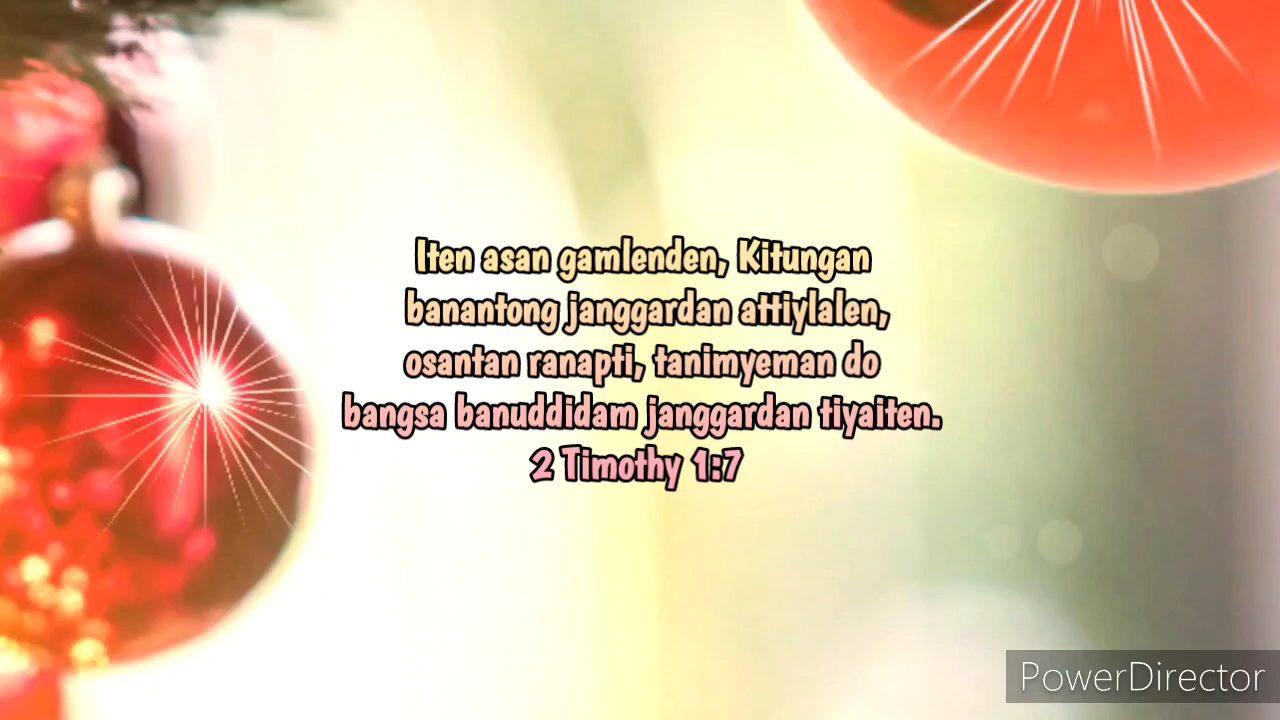 Iten asan gamlenden, Kitungan
banantong janggardan attiylalen,
osantan ranapti, tanimyeman do
bangsa banuddidam janggardan tiyaiten.
2 Timothy 1:7
PowerDirector